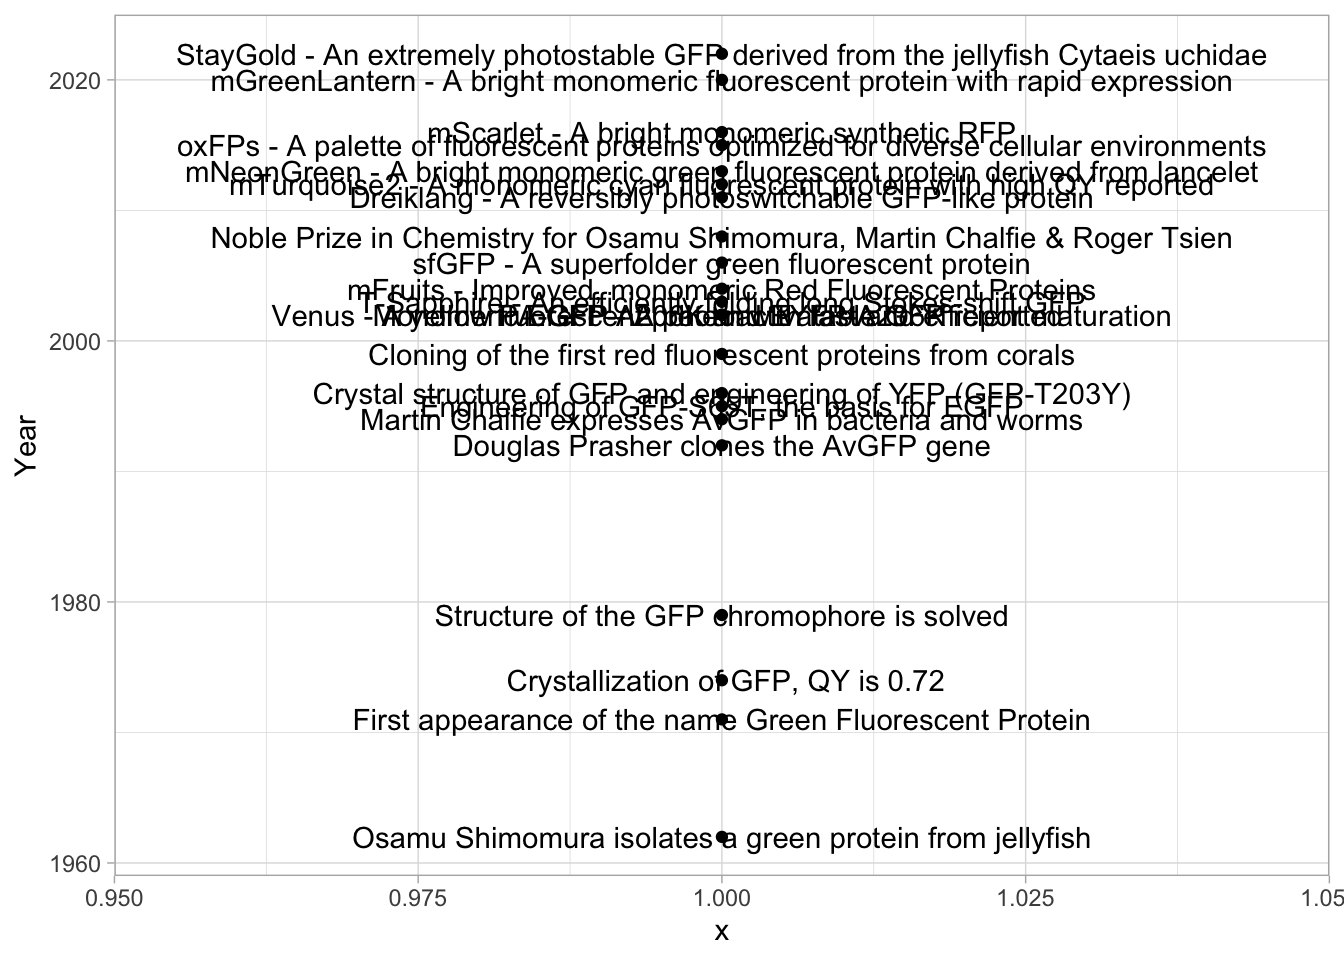 StayGold - An extremely photostable GFP derived from the jellyfish Cytaeis uchidae
2020
mGreenLantern - A bright monomeric fluorescent protein with rapid expression
mScarlet - A bright monomeric synthetic RFP
oxFPs - A palette of fluorescent proteins optimized for diverse cellular environments
mNeonGreen - A bright monomeric green fluorescent protein derived from lancelet
mTurquoise2 - A monomeric cyan fluorescent protein with high QY reported
Dreiklang - A reversibly photoswitchable GFP-like protein
Noble Prize in Chemistry for Osamu Shimomura, Martin Chalfie & Roger Tsien
sfGFP - A superfolder green fluorescent protein
mFruits - Improved, monomeric Red Fluorescent Proteins
T-Sapphire - An efficiently folding long Stokes-shift GFP
Venus - maturation
2000
Cloning of the first red fluorescent proteins from corals
Crystal structure of GFP and engineering of YFP (GFP-T203Y)
Engineering of GFP-S65T, the basis for EGFP
Martin Chalfie expresses AvGFP in bacteria and worms
Douglas Prasher clones the AvGFP gene
Year
1980
Structure of the GFP chromophore is solved
Crystallization of GFP, QY is 0.72
First appearance of the name Green Fluorescent Protein
Osamu Shimomura isolates a green protein from jellyfish
1960
0.950 0.975 1.000 1.025 1.05
x